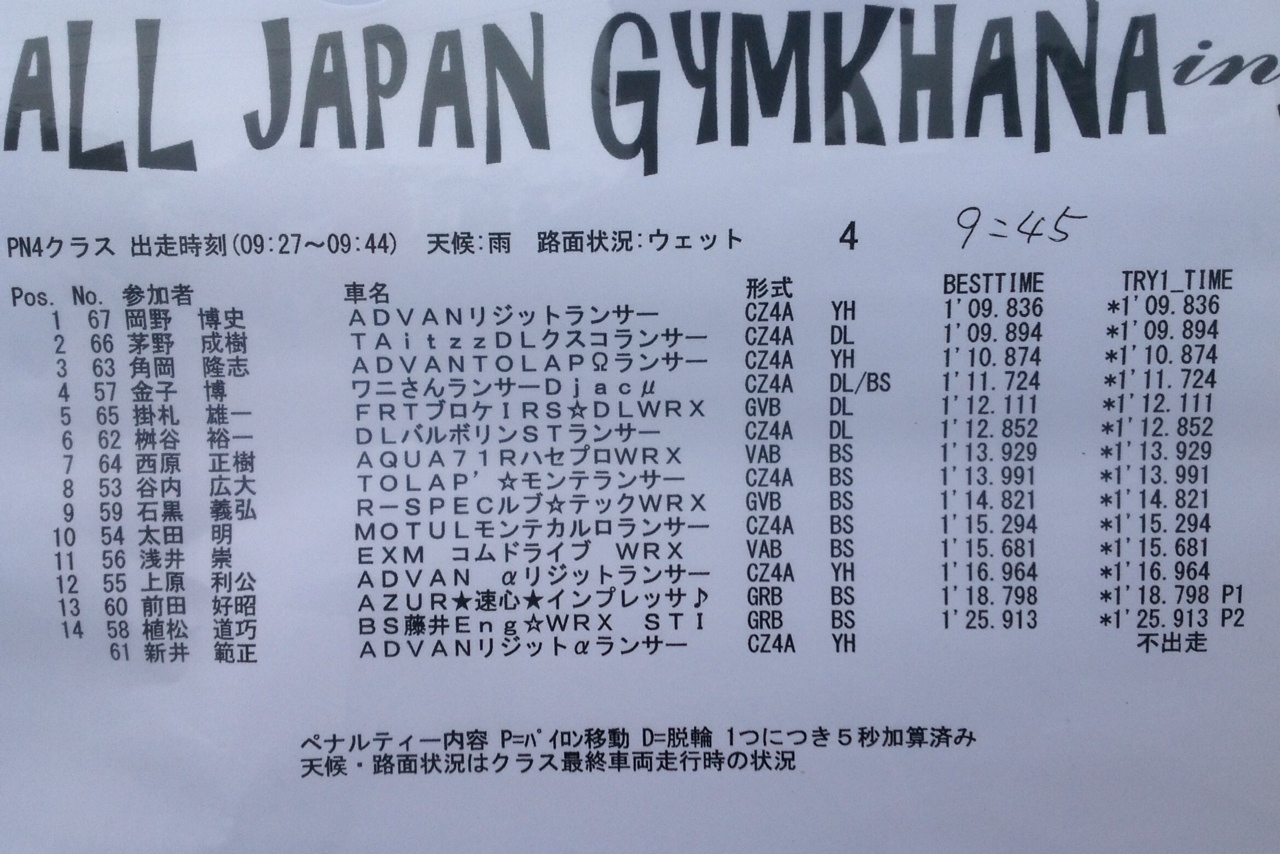 ALL JAPAN GYMKHANA in
PN4クラス 出走時刻(09:27～09:44) 天候:雨 路面状況:ウェット 4 9=45
Pos. No. 参加者 車名 形式 BESTTIME TRY1_TIME
1 67 岡野 博史 ＡＤＶＡＮリジットランサー CZ4A YH 1'09.836 *1'09.836
2 66 茅野 成樹 ＴＡｉｔｚｚＤＬクスコランサー CZ4A DL 1'09.894 *1'09.894
3 63 角岡 隆志 ＡＤＶＡＮＴＯＬＡＰΩランサー CZ4A YH 1'10.874 *1'10.874
4 57 金子 博 ワニさんランサーＤｊａｃμ CZ4A DL/BS 1'11.724 *1'11.724
5 65 掛札 雄一 ＦＲＴブロケＩＲＳ☆ＤＬＷＲＸ GVB DL 1'12.111 *1'12.111
6 62 桝谷 裕一 ＤＬバルボリンＳＴランサー CZ4A DL 1'12.852 *1'12.852
7 64 西原 正樹 ＡＱＵＡ７１ＲハセプロＷＲＸ VAB BS 1'13.929 *1'13.929
8 53 谷内 広大 ＴＯＬＡＰ’☆モンテランサー CZ4A BS 1'13.991 *1'13.991
9 59 石黒 義弘 Ｒ－ＳＰＥＣルブ☆テックＷＲＸ GVB BS 1'14.821 *1'14.821
10 54 太田 明 ＭＯＴＵＬモンテカルロランサー CZ4A BS 1'15.294 *1'15.294
11 56 浅井 崇 ＥＸＭ コムドライブ ＷＲＸ VAB BS 1'15.681 *1'15.681
12 55 上原 利公 ＡＤＶＡＮ αリジットランサー CZ4A YH 1'16.964 *1'16.964
13 60 前田 好昭 ＡＺＵＲ★速心★インプレッサ♪ GRB BS 1'18.798 *1'18.798 P1
14 58 植松 道巧 ＢＳ藤井Ｅｎｇ☆ＷＲＸ ＳＴＩ GRB BS 1'25.913 *1'25.913 P2
61 新井 範正 ＡＤＶＡＮリジットαランサー CZ4A YH 不出走
ペナルティー内容 P=ﾊﾟｲﾛﾝ移動 D=脱輪 1つにつき５秒加算済み
天候・路面状況はクラス最終車両走行時の状況